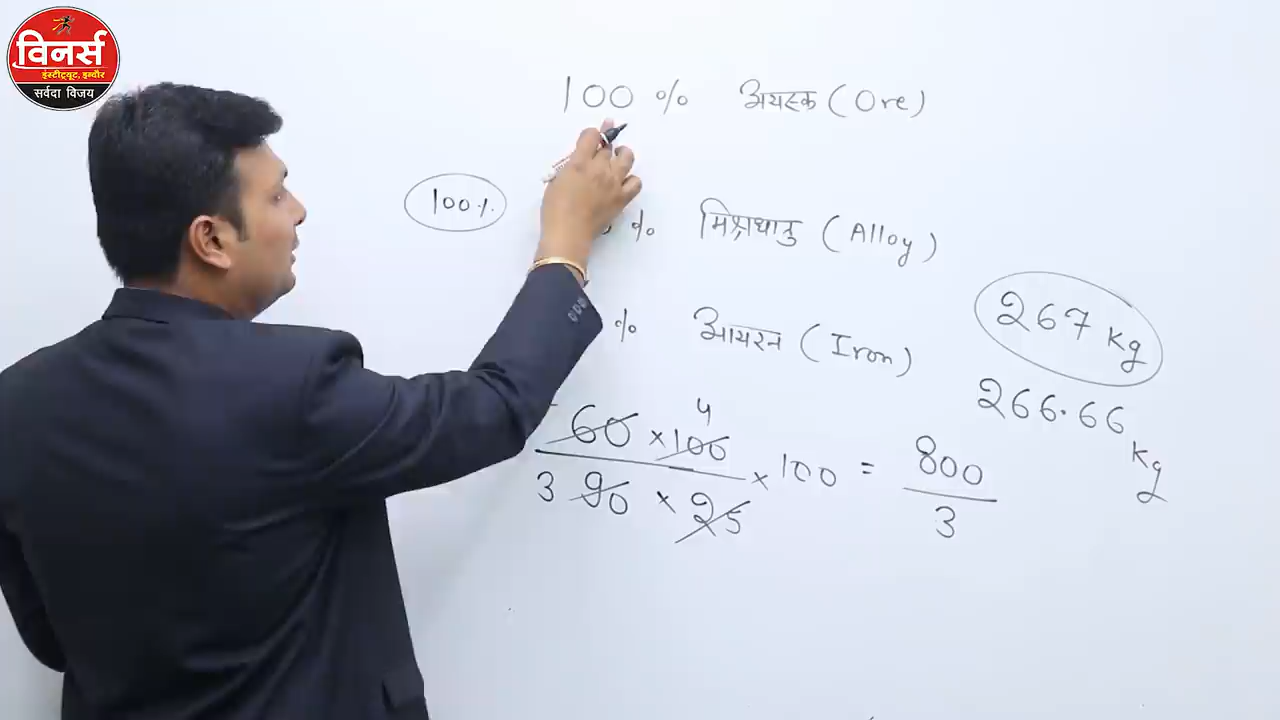 विनर्स
इंस्टीट्यूट, इन्दौर
सर्वदा विजय
100 % अयस्क (Ore)
100%
% मिश्रधातु (Alloy)
% आयरन (Iron)
267 Kg
266.66 Kg
4
60 × 100
3 90 × 25
× 100 = 800
3